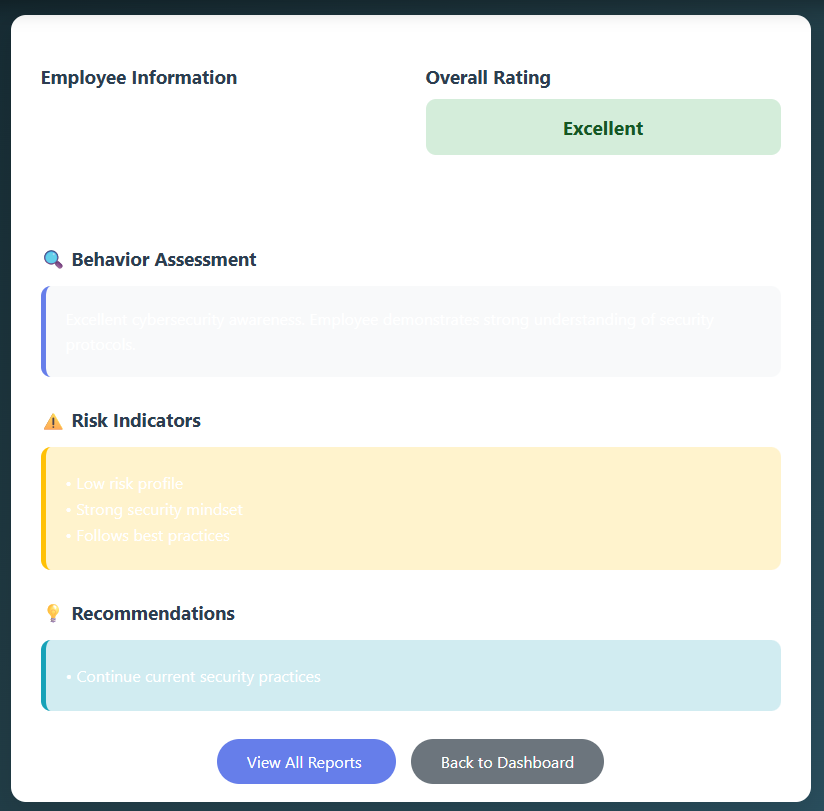 Employee Information
Overall Rating
Excellent
Behavior Assessment
Excellent cybersecurity awareness. Employee demonstrates strong understanding of security
protocols.
Risk Indicators
• Low risk profile
• Strong security mindset
• Follows best practices
Recommendations
• Continue current security practices
View All Reports
Back to Dashboard